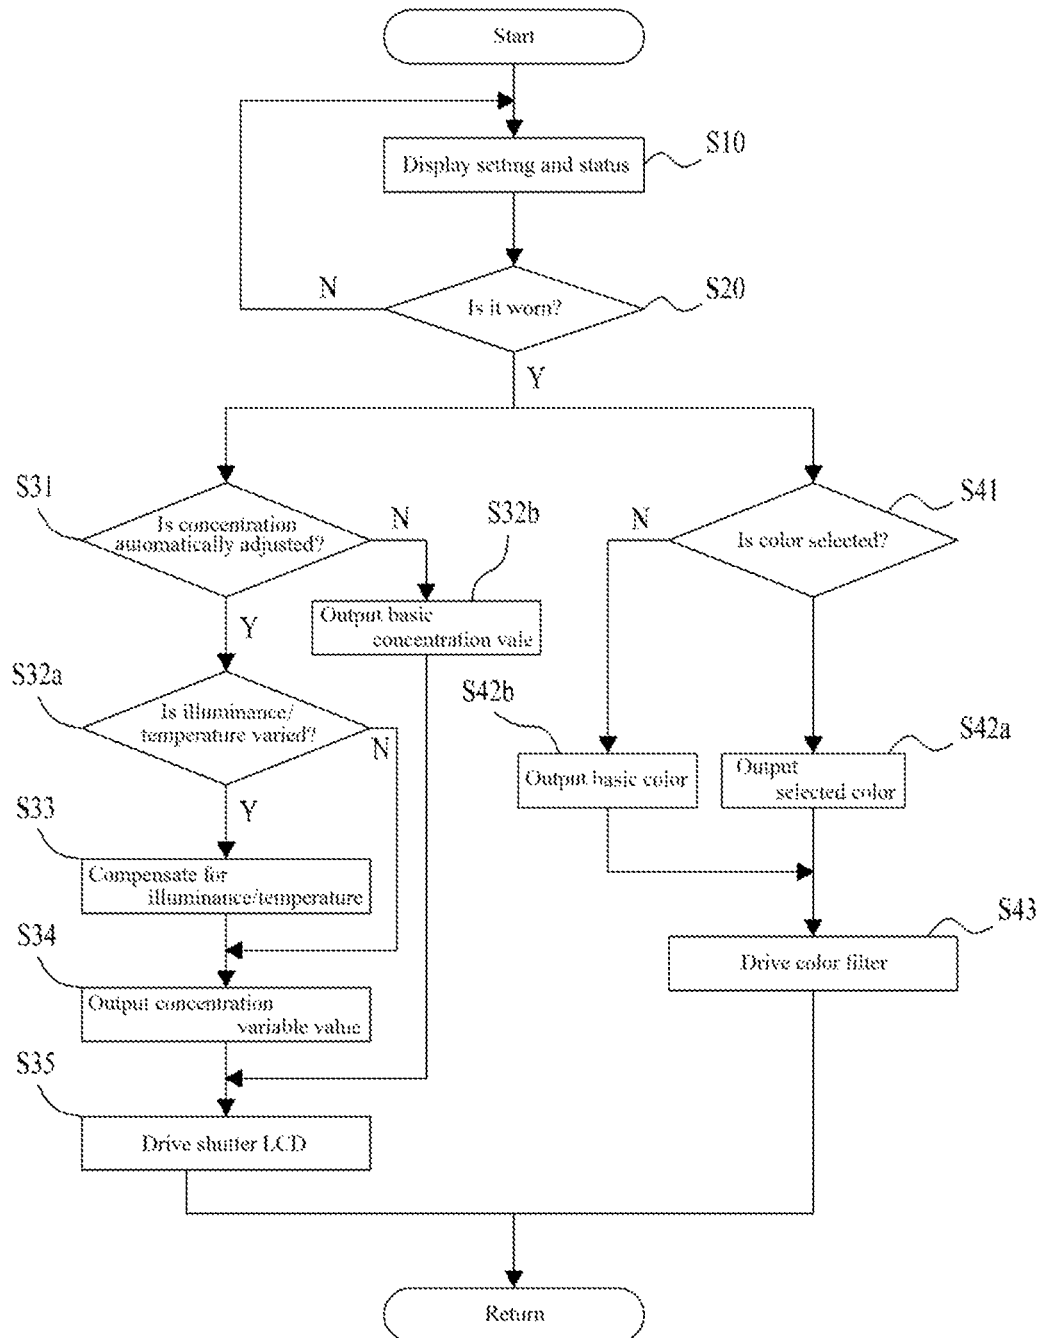 Start
S10
Display setting and status
S20
N
Is it worn?
Y
S31
Is concentration
automatically adjusted?
N
S32b
Output basic
concentration vale
S41
N
Is color selected?
Y
S32a
Is illuminance/
temperature varied?
N
S42b
Output basic color
S42a
Output
selected color
Y
S33
Compensate for
illuminance/temperature
S34
Output concentration
variable value
S43
Drive color filter
S35
Drive shutter LCD
Return